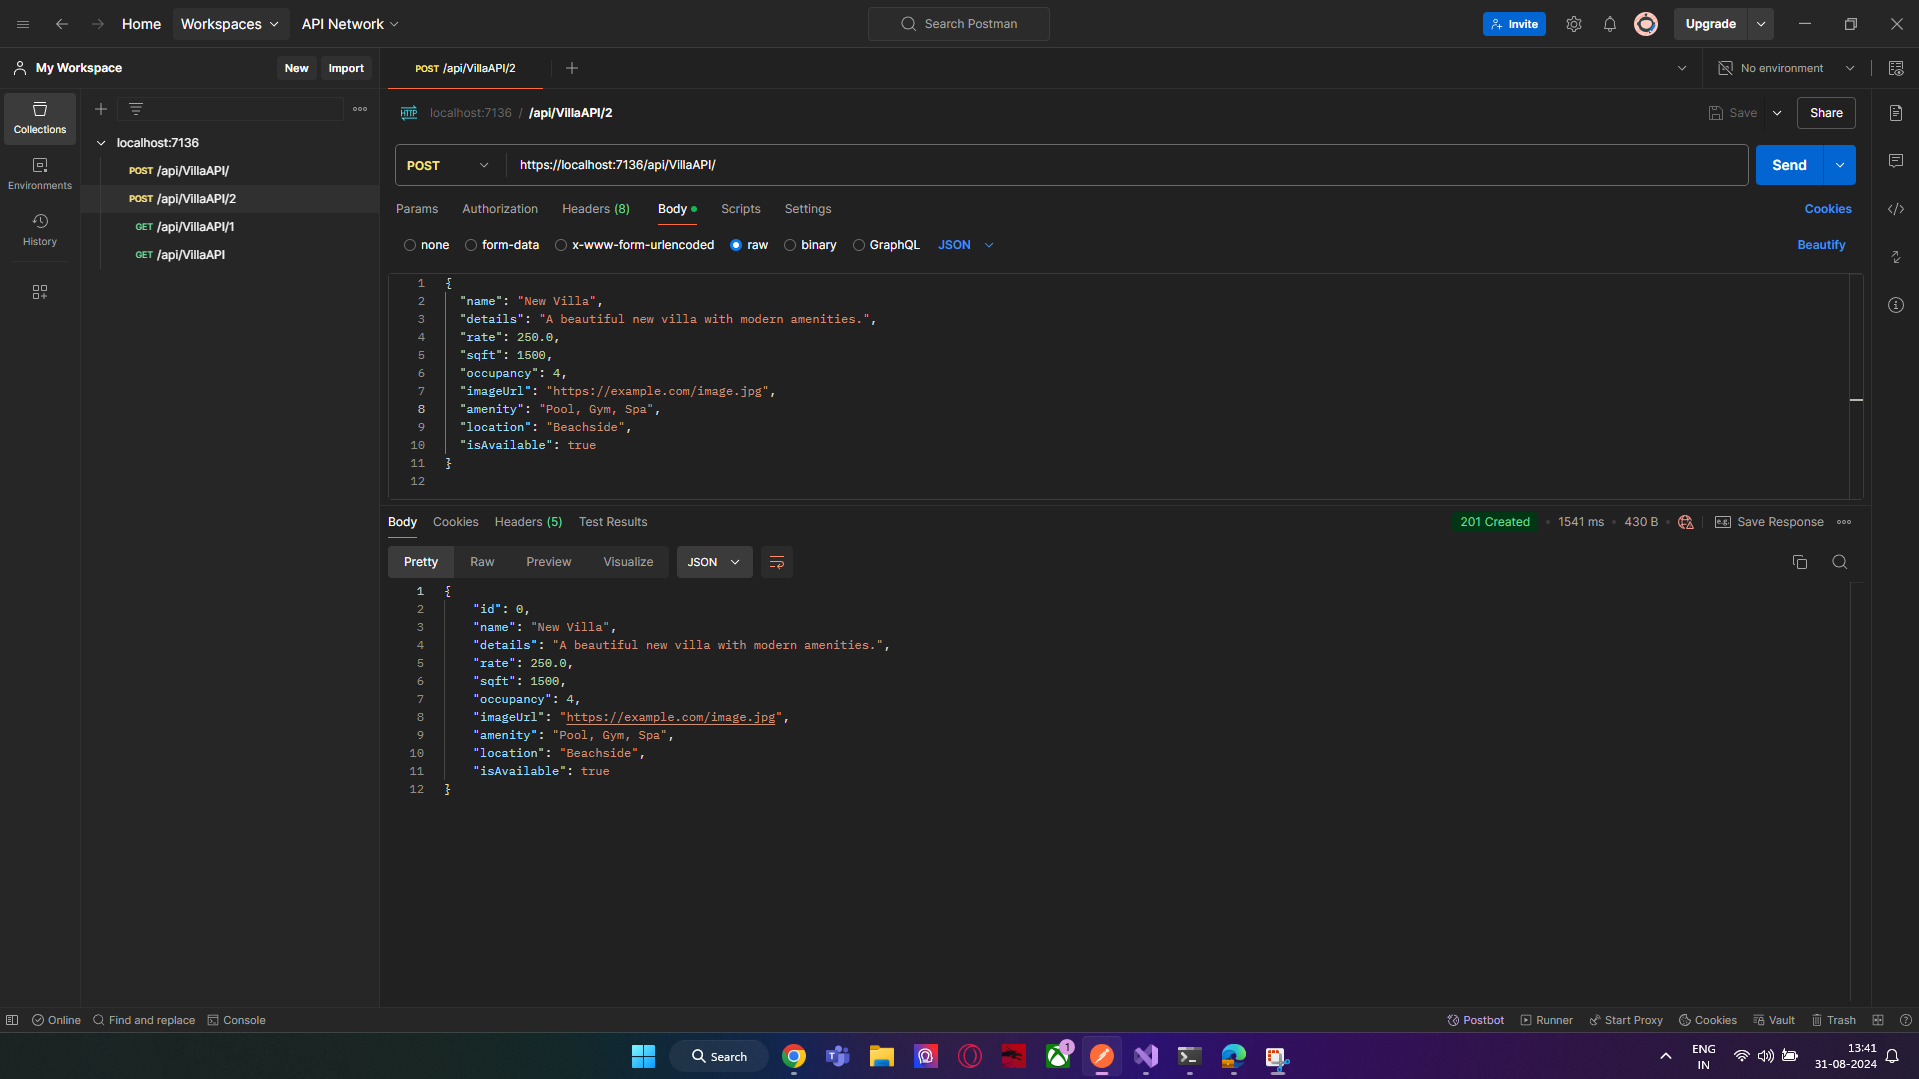 Home Workspaces API Network Search Postman Invite Upgrade
My Workspace New Import POST /api/VillaAPI/2 No environment
Collections
Environments
History
localhost:7136
POST /api/VillaAPI/
POST /api/VillaAPI/2
GET /api/VillaAPI/1
GET /api/VillaAPI
HTTP localhost:7136 / /api/VillaAPI/2 Save Share
POST https://localhost:7136/api/VillaAPI/ Send
Params Authorization Headers (8) Body Scripts Settings Cookies
none form-data x-www-form-urlencoded raw binary GraphQL JSON Beautify
1 {
2 "name": "New Villa",
3 "details": "A beautiful new villa with modern amenities.",
4 "rate": 250.0,
5 "sqft": 1500,
6 "occupancy": 4,
7 "imageUrl": "https://example.com/image.jpg",
8 "amenity": "Pool, Gym, Spa",
9 "location": "Beachside",
10 "isAvailable": true
11 }
12
Body Cookies Headers (5) Test Results 201 Created • 1541 ms • 430 B • e.g. Save Response
Pretty Raw Preview Visualize JSON
1 {
2 "id": 0,
3 "name": "New Villa",
4 "details": "A beautiful new villa with modern amenities.",
5 "rate": 250.0,
6 "sqft": 1500,
7 "occupancy": 4,
8 "imageUrl": "https://example.com/image.jpg",
9 "amenity": "Pool, Gym, Spa",
10 "location": "Beachside",
11 "isAvailable": true
12 }
Online Find and replace Console Postbot Runner Start Proxy Cookies Vault Trash
Search 1 ENG IN 13:41
31-08-2024